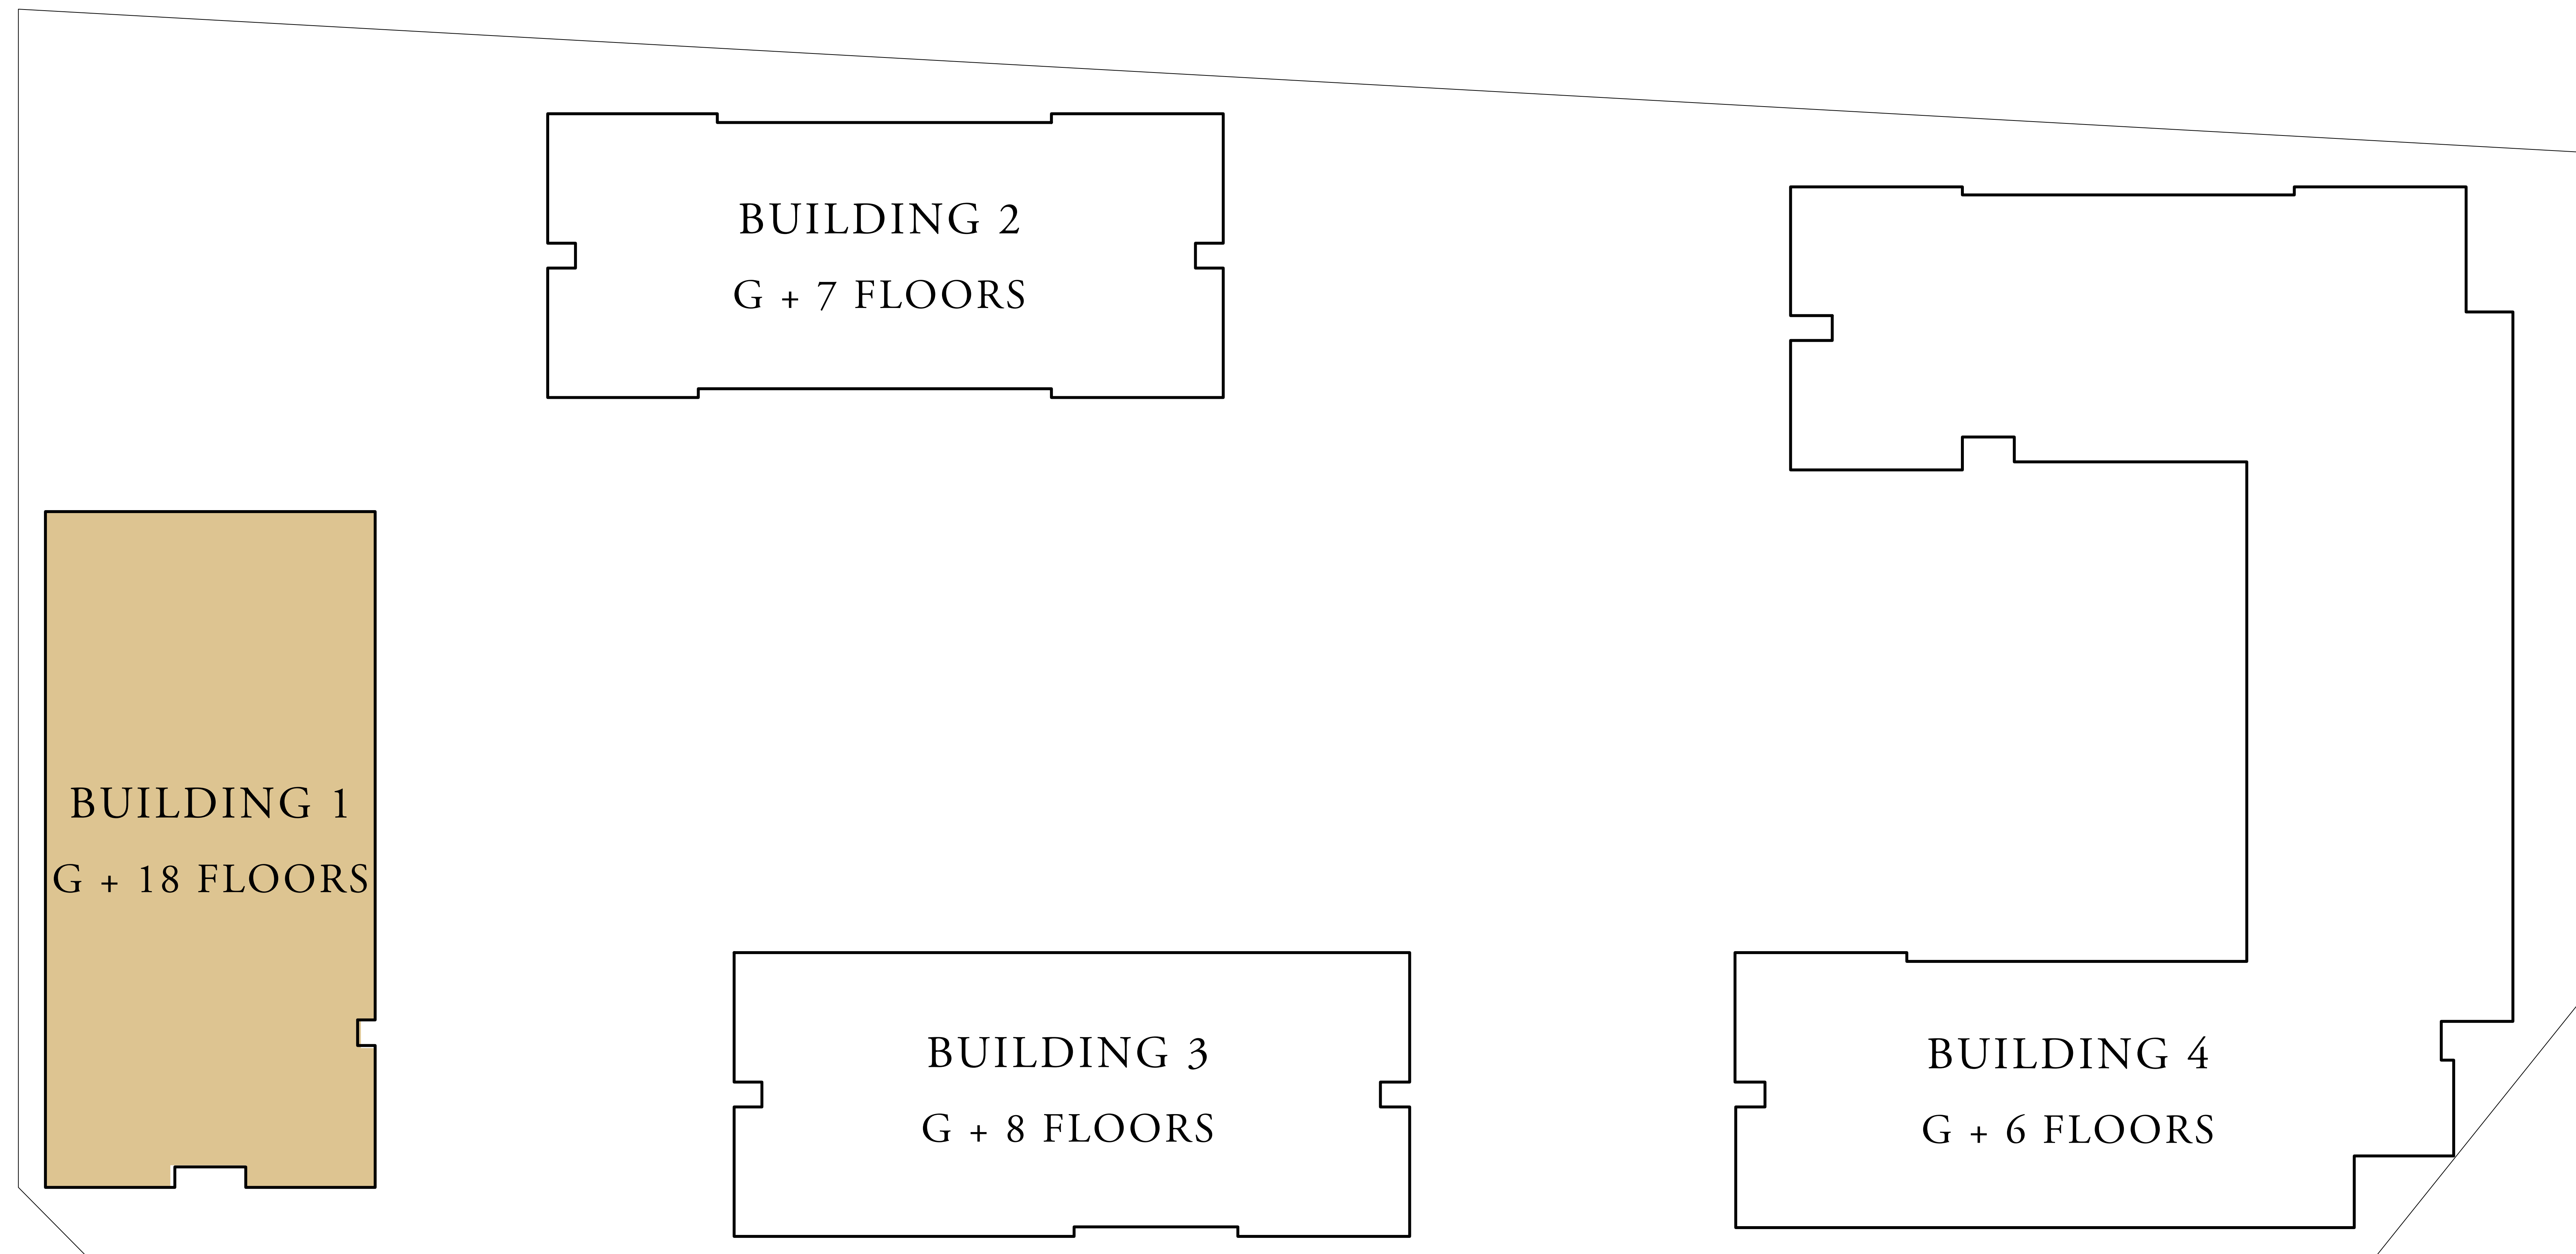 BUILDING 2
G + 7 FLOORS
BUILDING 1
G + 18 FLOORS
BUILDING 3
G + 8 FLOORS
BUILDING 4
G + 6 FLOORS